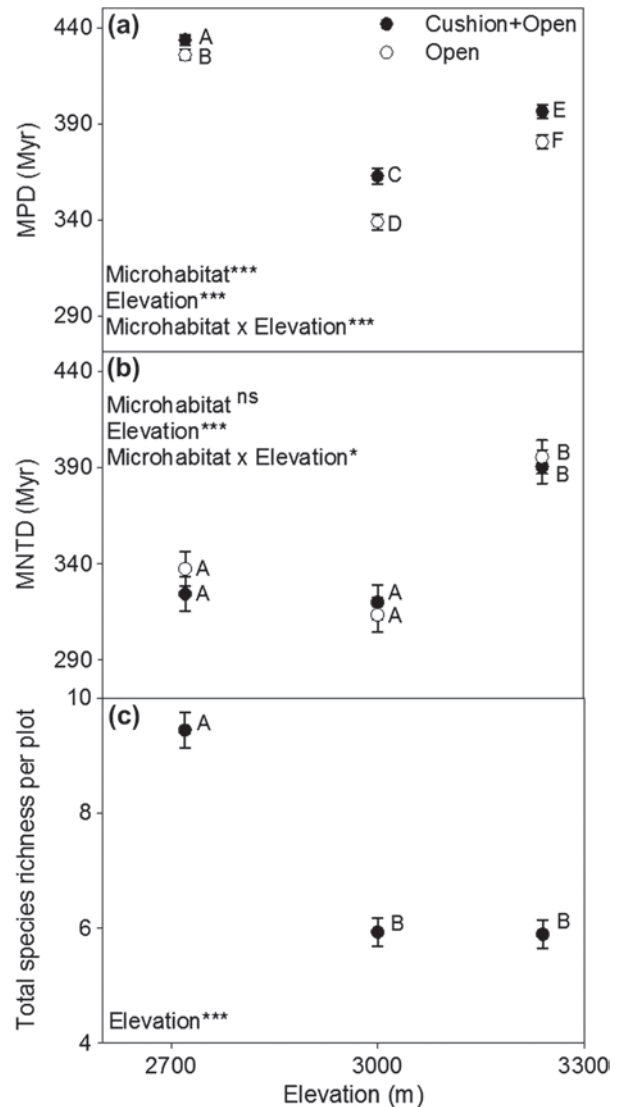 (a)
Cushion+Open
Open
A
B
C
D
E
F
440
390
340
290
MPD (Myr)
Microhabitat***
Elevation***
Microhabitat x Elevation***
(b)
Microhabitat ns
Elevation***
Microhabitat x Elevation*
440
390
340
290
MNTD (Myr)
A
A
A
A
B
B
(c)
10
8
6
4
Total species richness per plot
A
B
B
Elevation***
2700
3000
3300
Elevation (m)